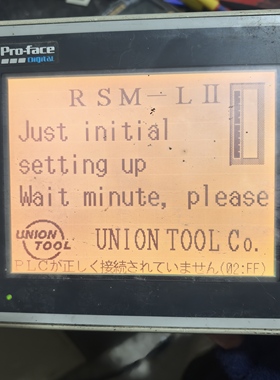 Pro-face
DIGITAL
RSM-LⅡ
Just initial
setting up
Wait minute, please
UNION
TOOL
UNION TOOL Co.
PLCが正しく接続されていません(02:FF)